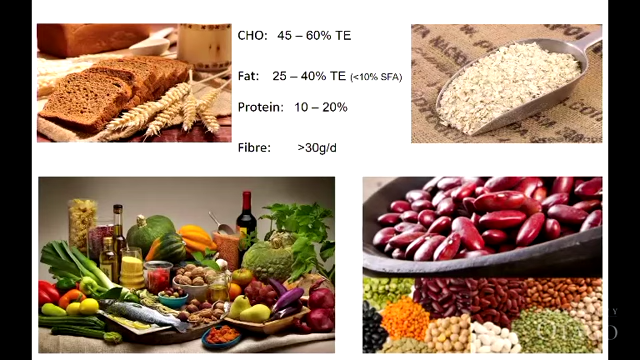 CHO: 45 – 60% TE
Fat: 25 – 40% TE (<10% SFA)
Protein: 10 – 20%
Fibre: >30g/d